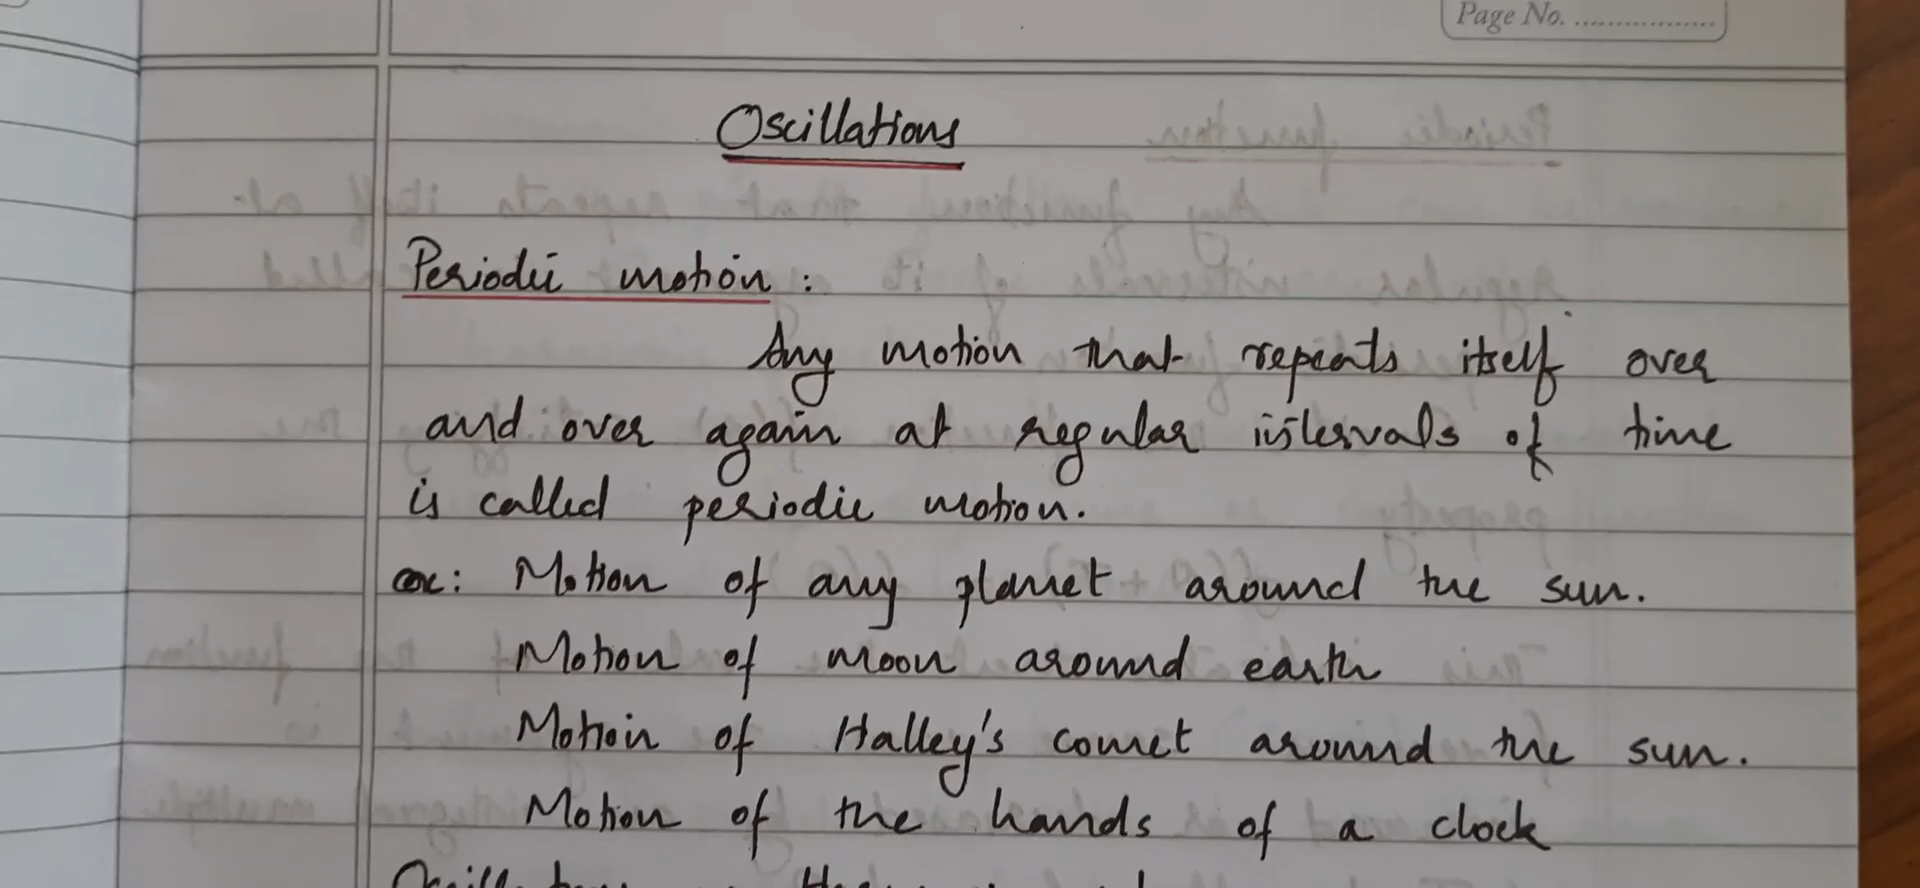 Page No. ..................
Oscillations
Periodic motion :
Any motion that repeats itself over
and over again at regular intervals of time
is called periodic motion.
ex: Motion of any planet around the sun.
Motion of moon around earth
Motion of Halley's comet around the sun.
Motion of the hands of a clock